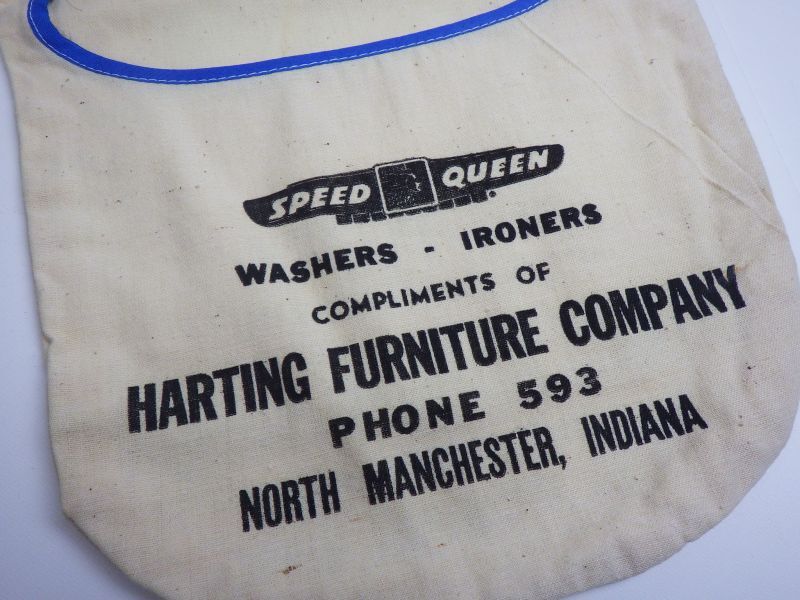 SPEED QUEEN®
WASHERS - IRONERS
COMPLIMENTS OF
HARTING FURNITURE COMPANY
PHONE 593
NORTH MANCHESTER, INDIANA